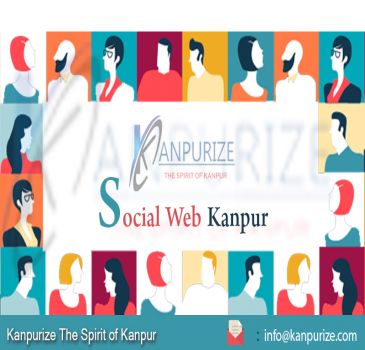 KANPURIZE
THE SPIRIT OF KANPUR
Social Web Kanpur
Kanpurize The Spirit of Kanpur
: info@kanpurize.com